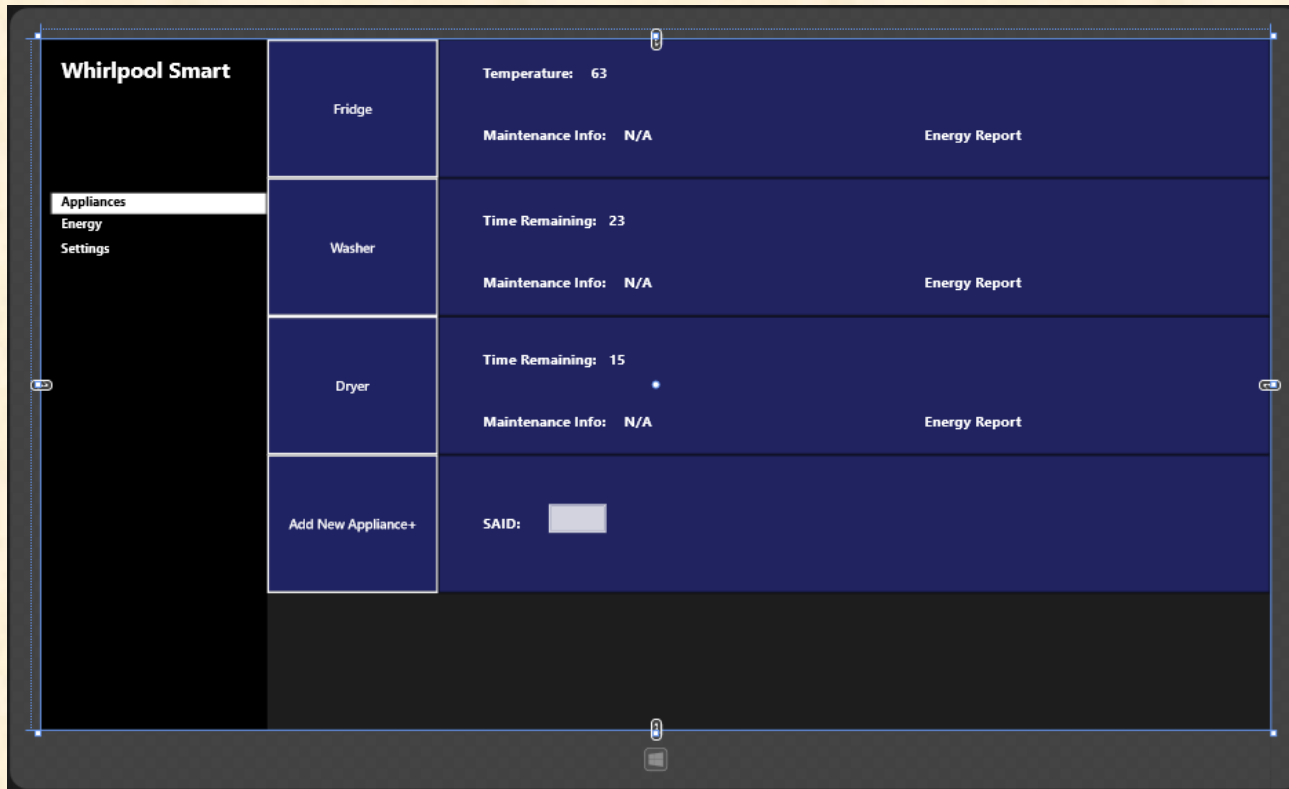 Whirlpool Smart
Appliances
Energy
Settings
Fridge
Temperature: 63
Maintenance Info: N/A Energy Report
Washer
Time Remaining: 23
Maintenance Info: N/A Energy Report
Dryer
Time Remaining: 15
Maintenance Info: N/A Energy Report
Add New Appliance+
SAID: